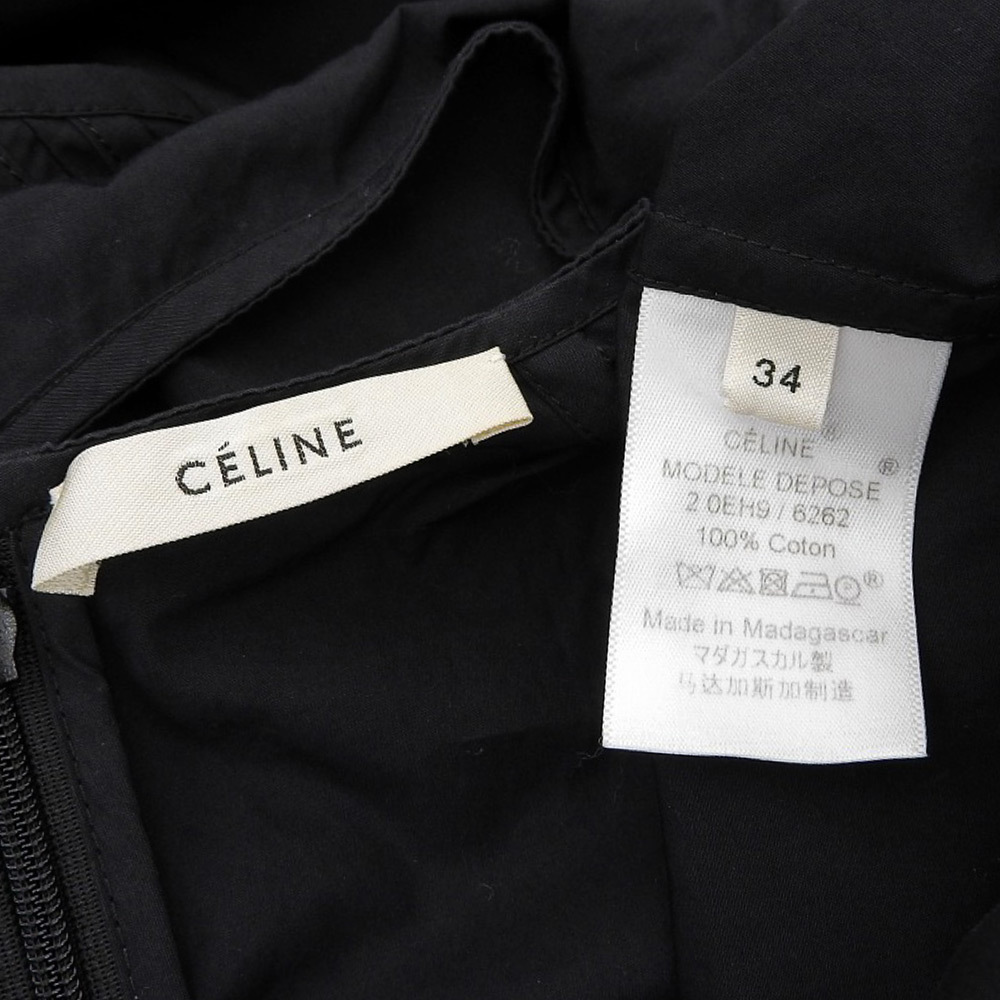 CÉLINE
34
CÉLINE®
MODELE DEPOSE®
2 0EH9 / 6262
100% Coton
®
Made in Madagascar
マダガスカル製
马达加斯加制造